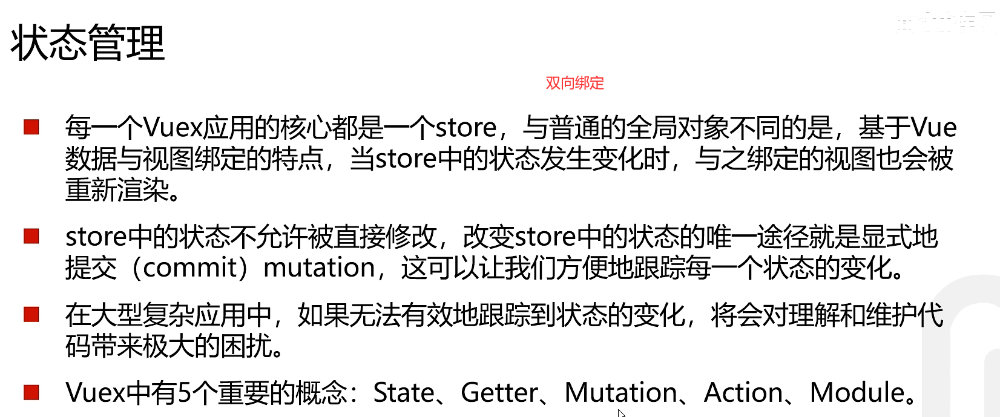 状态管理
双向绑定
每一个Vuex应用的核心都是一个store，与普通的全局对象不同的是，基于Vue
数据与视图绑定的特点，当store中的状态发生变化时，与之绑定的视图也会被
重新渲染。
store中的状态不允许被直接修改，改变store中的状态的唯一途径就是显式地
提交（commit）mutation，这可以让我们方便地跟踪每一个状态的变化。
在大型复杂应用中，如果无法有效地跟踪到状态的变化，将会对理解和维护代
码带来极大的困扰。
Vuex中有5个重要的概念：State、Getter、Mutation、Action、Module。